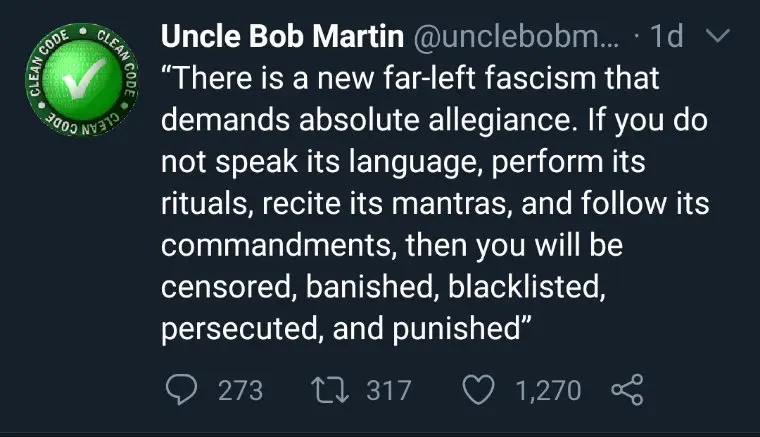 CLEAN CODE CLEAN CODE CLEAN CODE
Uncle Bob Martin @unclebobm... · 1d
“There is a new far-left fascism that
demands absolute allegiance. If you do
not speak its language, perform its
rituals, recite its mantras, and follow its
commandments, then you will be
censored, banished, blacklisted,
persecuted, and punished”
273 317 1,270